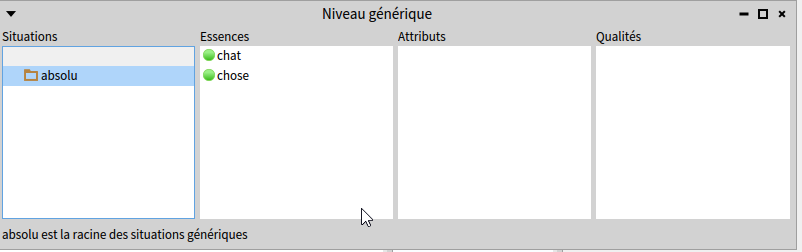 Niveau générique
Situations Essences Attributs Qualités
chat
absolu chose
absolu est la racine des situations génériques